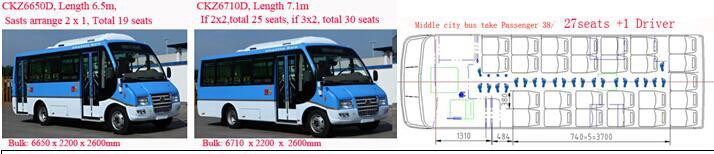 CKZ6650D, Length 6.5m,
Sasts arrange 2 x 1, Total 19 seats
Bulk: 6650 x 2200 x 2600mm
CKZ6710D, Length 7.1m
If 2x2,total 25 seats, if 3x2, total 30 seats
Bulk: 6710 x 2200 x 2600mm
Middle city bus take Passenger 38/ 27seats +1 Driver
380
1310
484
740×5=3700